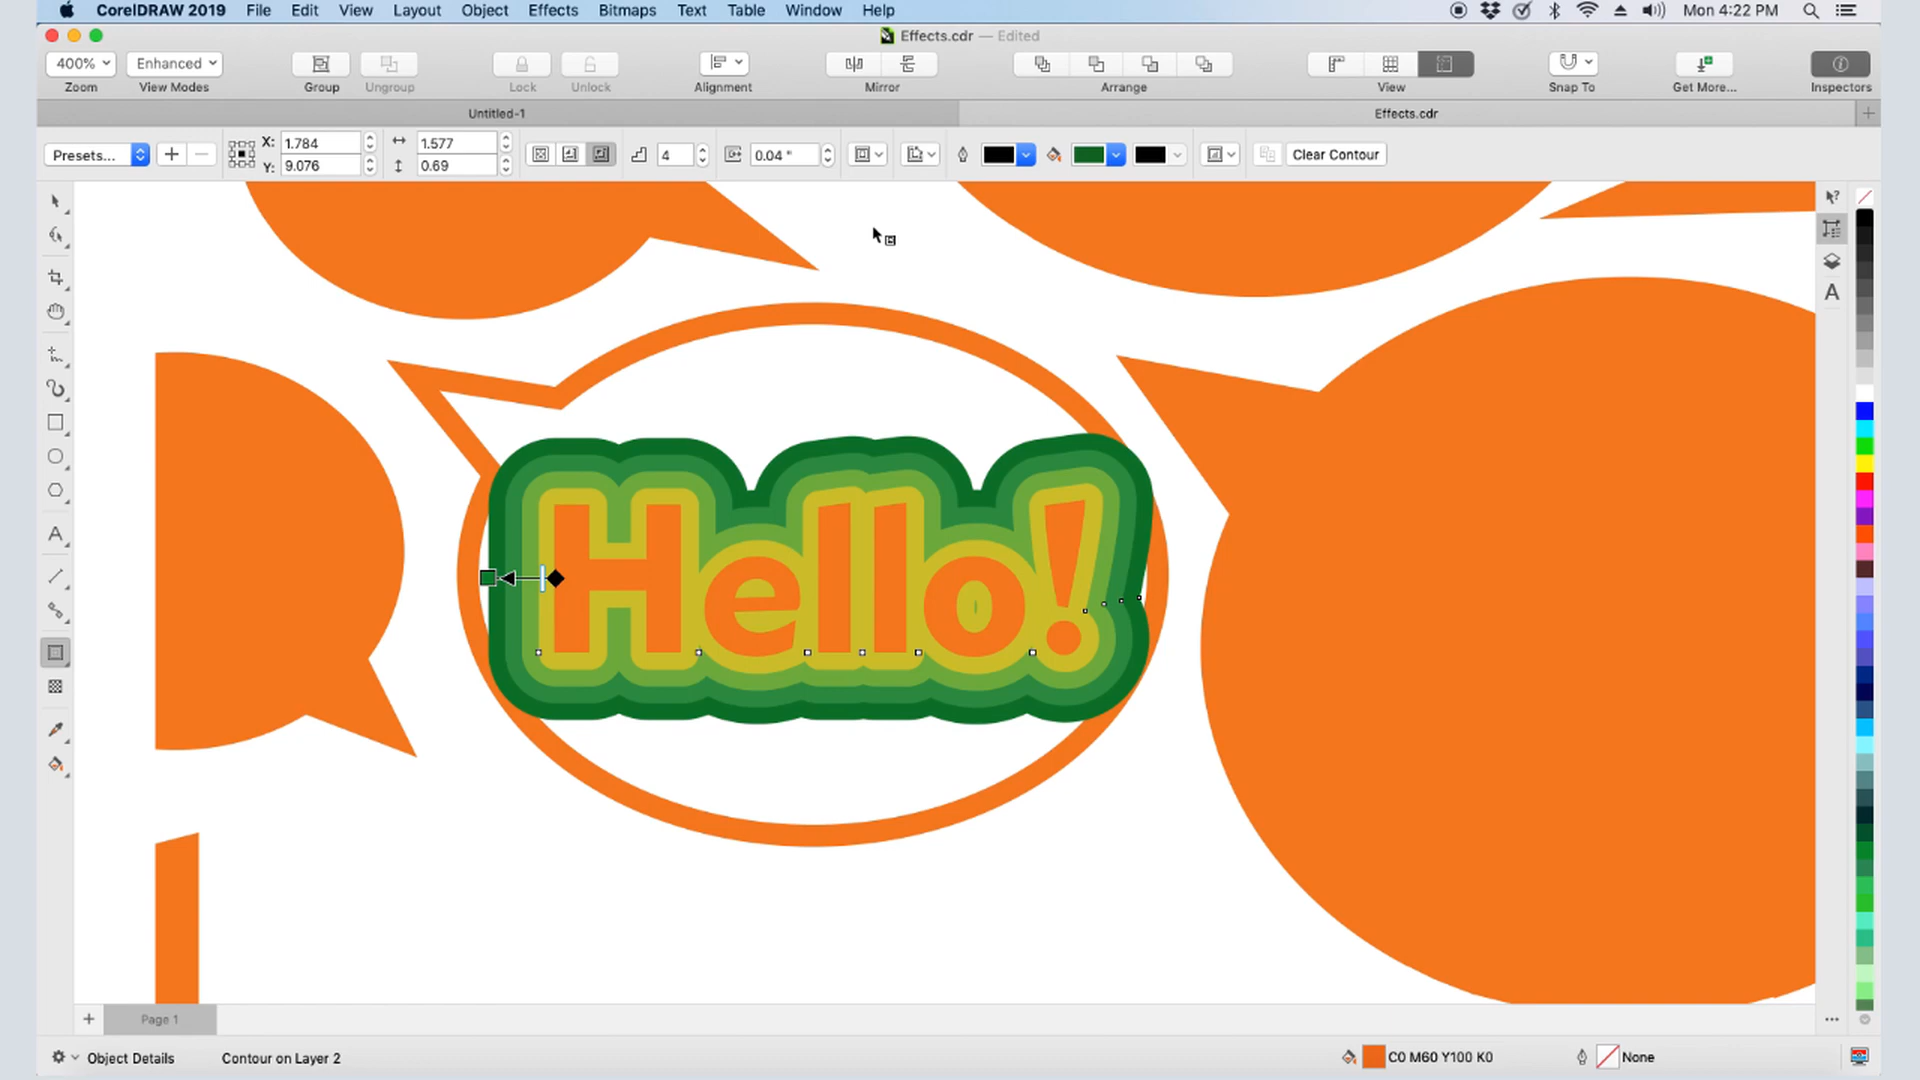 CorelDRAW 2019 File Edit View Layout Object Effects Bitmaps Text Table Window Help Mon 4:22 PM
Effects.cdr — Edited
400% Enhanced
Zoom View Modes Group Ungroup Lock Unlock Alignment Mirror Arrange View Snap To Get More... Inspectors
Untitled-1 Effects.cdr
Presets... X: 1.784 1.577 4 0.04 " Clear Contour
Y: 9.076 0.69
A
A
Hello!
Page 1
Object Details Contour on Layer 2 C0 M60 Y100 K0 None